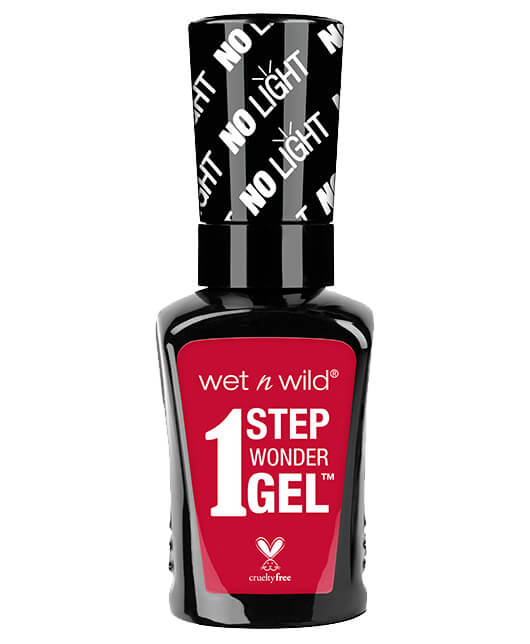 NO LIGHT
NO LIGHT
NO LIGHT
wet n wild®
1 STEP
WONDER
GEL™
crueltyfree